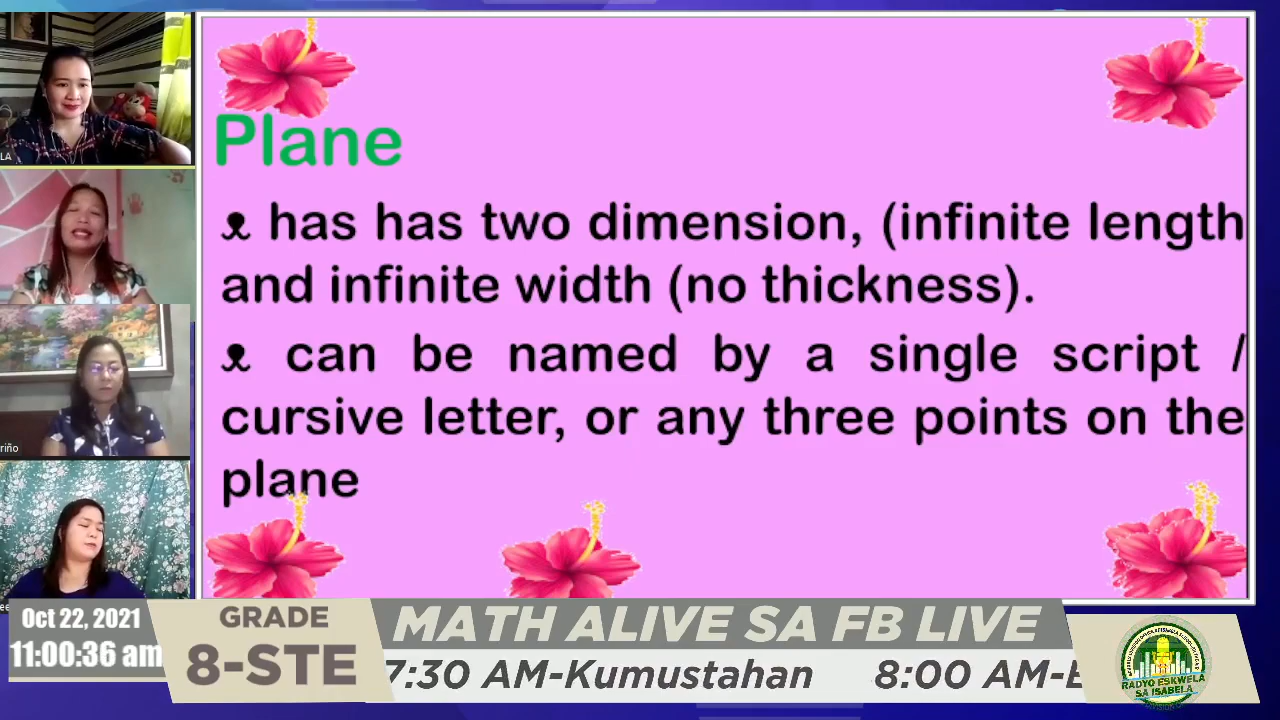 Plane
ᴥ has has two dimension, (infinite length
and infinite width (no thickness).
ᴥ can be named by a single script /
cursive letter, or any three points on the
plane
LA
riño
Oct 22, 2021
11:00:36 am
GRADE
8-STE
MATH ALIVE SA FB LIVE
7:30 AM-Kumustahan 8:00 AM-E
RADYO ESKWELA
SA ISABELA